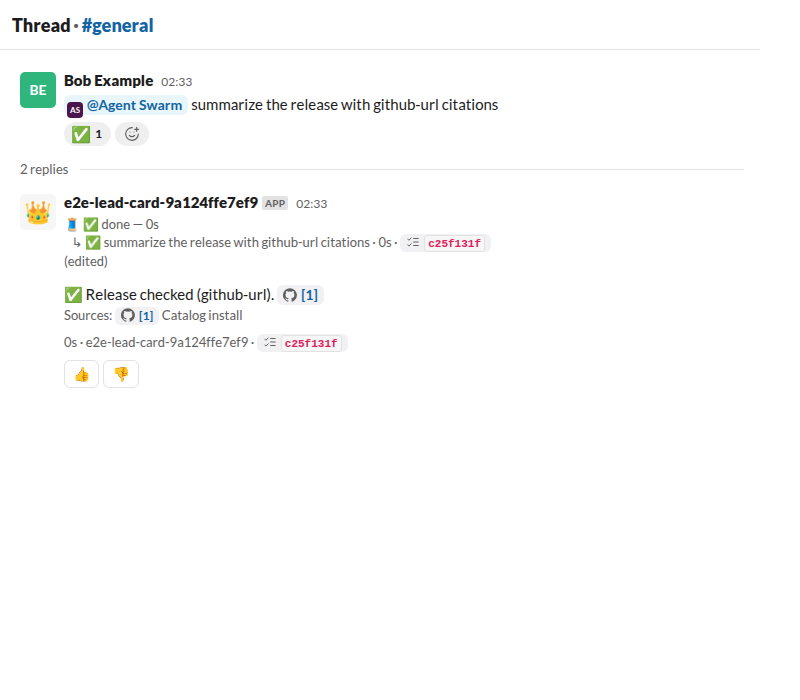 Thread • #general
BE
Bob Example 02:33
AS @Agent Swarm summarize the release with github-url citations
✅ 1
2 replies
e2e-lead-card-9a124ffe7ef9 APP 02:33
🧵 ✅ done — 0s
↳ ✅ summarize the release with github-url citations · 0s · c25f131f
(edited)
✅ Release checked (github-url). [1]
Sources: [1] Catalog install
0s · e2e-lead-card-9a124ffe7ef9 · c25f131f
👍 👎